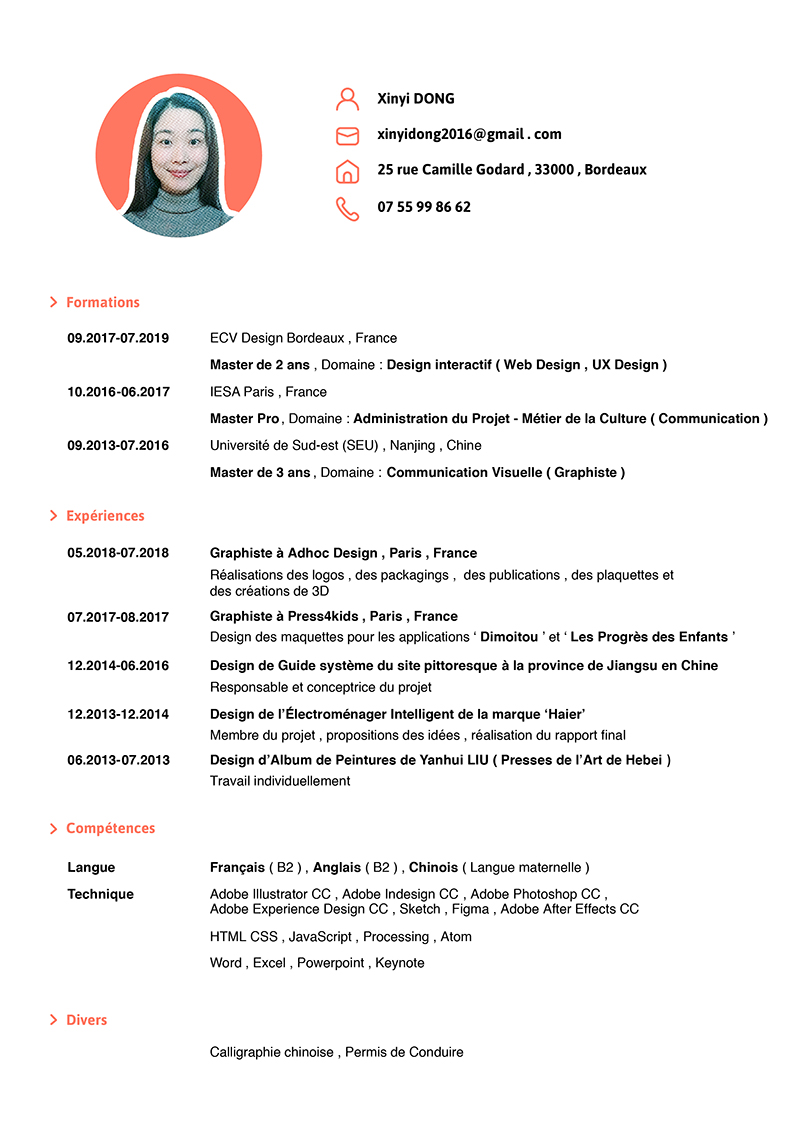 Xinyi DONG
xinyidong2016@gmail . com
25 rue Camille Godard , 33000 , Bordeaux
07 55 99 86 62
Formations
09.2017-07.2019 ECV Design Bordeaux , France
Master de 2 ans , Domaine : Design interactif ( Web Design , UX Design )
10.2016-06.2017 IESA Paris , France
Master Pro , Domaine : Administration du Projet - Métier de la Culture ( Communication )
09.2013-07.2016 Université de Sud-est (SEU) , Nanjing , Chine
Master de 3 ans , Domaine : Communication Visuelle ( Graphiste )
Expériences
05.2018-07.2018 Graphiste à Adhoc Design , Paris , France
Réalisations des logos , des packagings , des publications , des plaquettes et
des créations de 3D
07.2017-08.2017 Graphiste à Press4kids , Paris , France
Design des maquettes pour les applications ‘ Dimoitou ’ et ‘ Les Progrès des Enfants ’
12.2014-06.2016 Design de Guide système du site pittoresque à la province de Jiangsu en Chine
Responsable et conceptrice du projet
12.2013-12.2014 Design de l’Électroménager Intelligent de la marque ‘Haier’
Membre du projet , propositions des idées , réalisation du rapport final
06.2013-07.2013 Design d’Album de Peintures de Yanhui LIU ( Presses de l’Art de Hebei )
Travail individuellement
Compétences
Langue Français ( B2 ) , Anglais ( B2 ) , Chinois ( Langue maternelle )
Technique Adobe Illustrator CC , Adobe Indesign CC , Adobe Photoshop CC ,
Adobe Experience Design CC , Sketch , Figma , Adobe After Effects CC
HTML CSS , JavaScript , Processing , Atom
Word , Excel , Powerpoint , Keynote
Divers
Calligraphie chinoise , Permis de Conduire